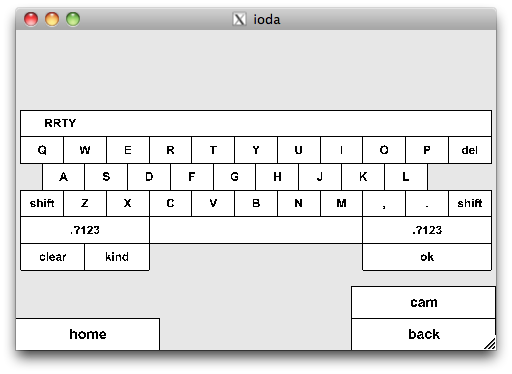 ioda
RRTY
Q W E R T Y U I O P del
A S D F G H J K L
shift Z X C V B N M , . shift
.?123 .?123
clear kind ok
cam
home back